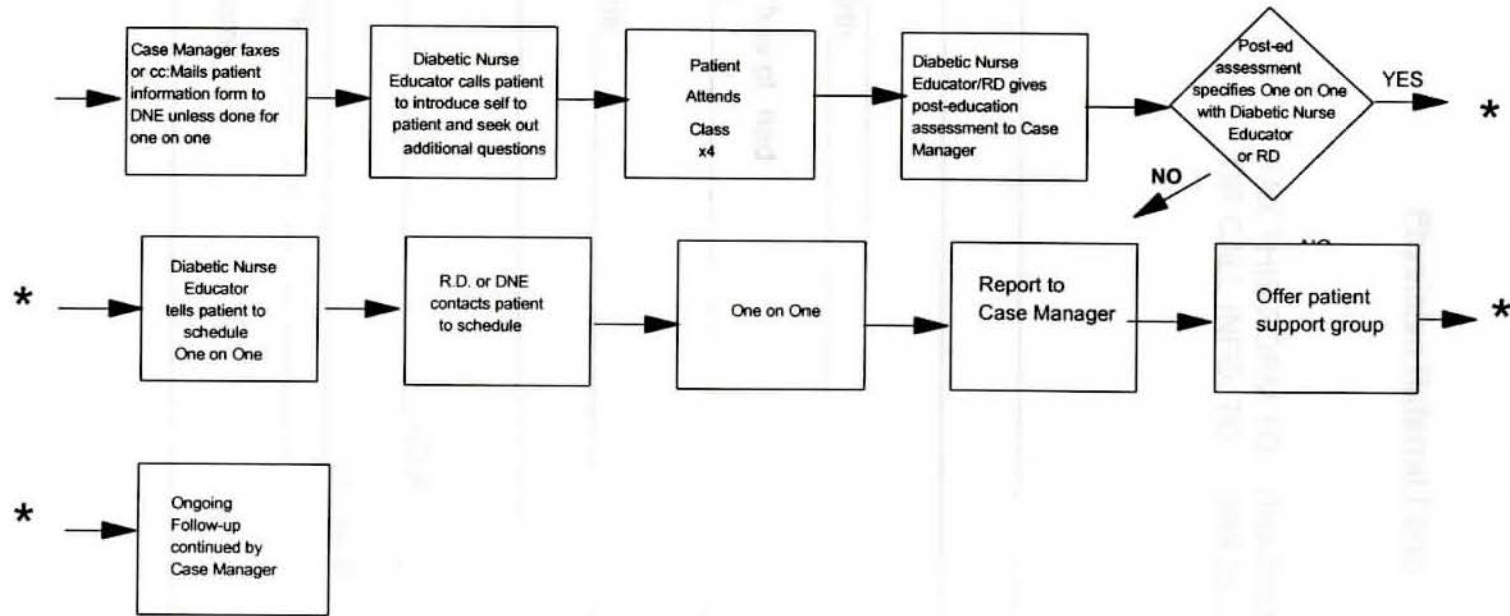 Case Manager faxes
or cc:Mails patient
information form to
DNE unless done for
one on one
Diabetic Nurse
Educator calls patient
to introduce self to
patient and seek out
additional questions
Patient
Attends
Class
x4
Diabetic Nurse
Educator/RD gives
post-education
assessment to Case
Manager
Post-ed
assessment
specifies One on One
with Diabetic Nurse
Educator
or RD
YES
*
NO
*
Diabetic Nurse
Educator
tells patient to
schedule
One on One
R.D. or DNE
contacts patient
to schedule
One on One
Report to
Case Manager
NO
Offer patient
support group
*
*
Ongoing
Follow-up
continued by
Case Manager